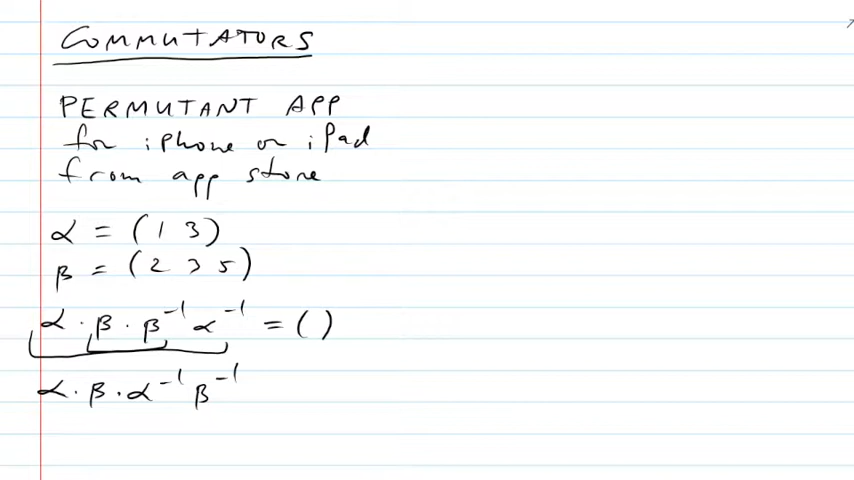 COMMUTATORS
PERMUTANT APP
for iPhone or iPad
from app store
α = (1 3)
β = (2 3 5)
α · β · β⁻¹ α⁻¹ = ( )
α · β · α⁻¹ β⁻¹